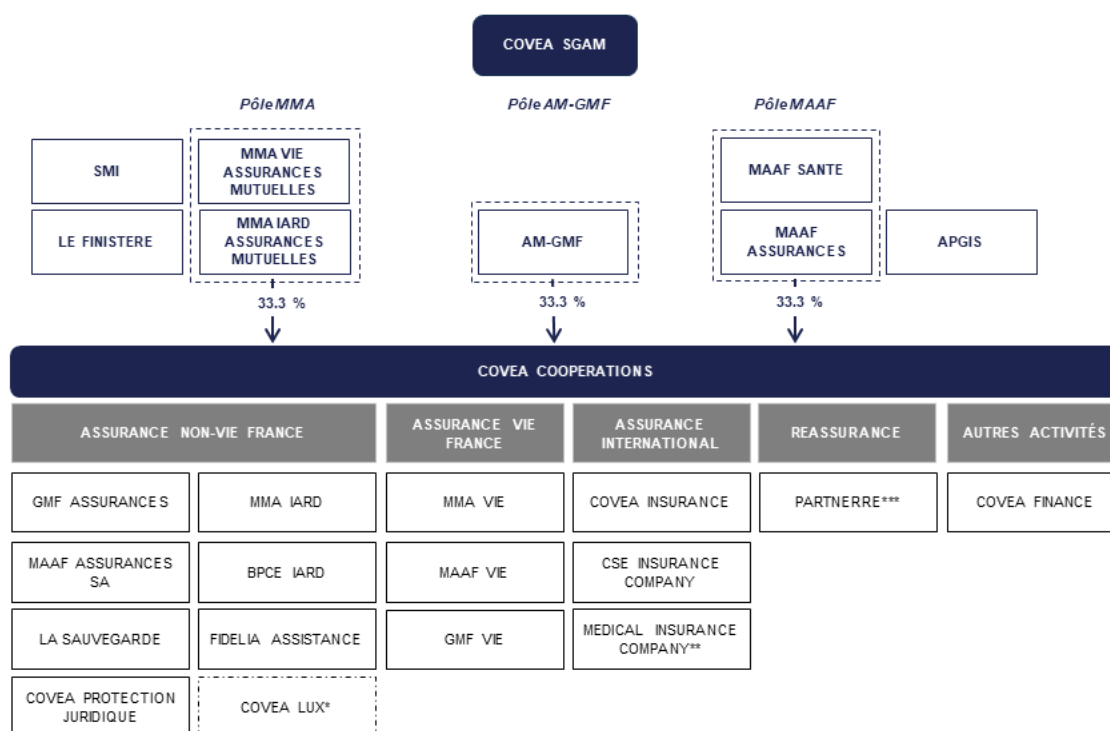 COVEA SGAM
Pôle MMA
Pôle AM-GMF
Pôle MAAF
SMI
MMA VIE
ASSURANCES
MUTUELLES
MAAF SANTE
LE FINISTERE
MMA IARD
ASSURANCES
MUTUELLES
AM-GMF
MAAF
ASSURANCES
APGIS
33.3 %
33.3 %
33.3 %
COVEA COOPERATIONS
ASSURANCE NON-VIE FRANCE
ASSURANCE VIE
FRANCE
ASSURANCE
INTERNATIONAL
REASSURANCE
AUTRES ACTIVITÉS
GMF ASSURANCES
MMA IARD
MMA VIE
COVEA INSURANCE
PARTNERRE***
COVEA FINANCE
MAAF ASSURANCES
SA
BPCE IARD
MAAF VIE
CSE INSURANCE
COMPANY
LA SAUVEGARDE
FIDELIA ASSISTANCE
GMF VIE
MEDICAL INSURANCE
COMPANY**
COVEA PROTECTION
JURIDIQUE
COVEA LUX*